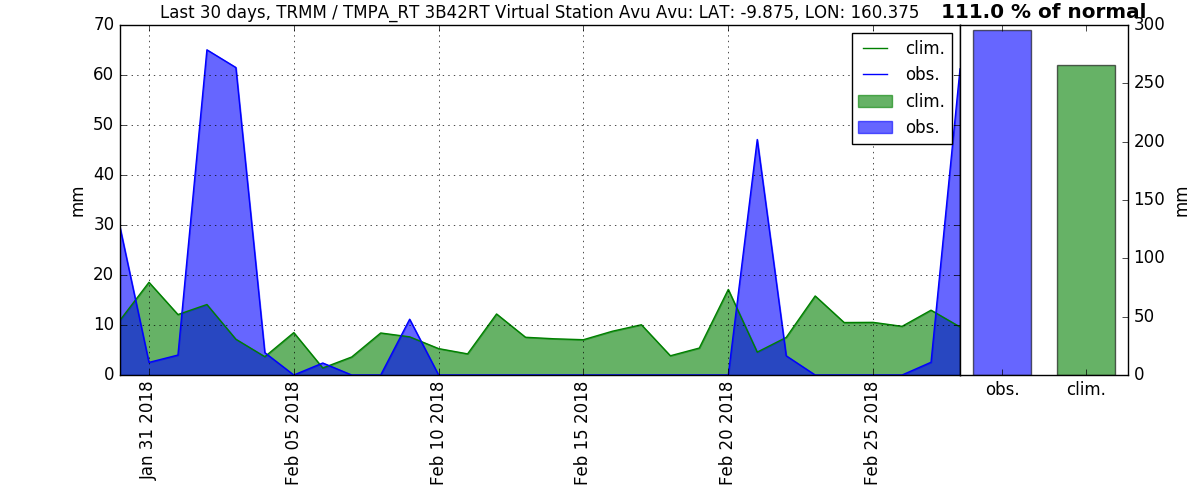 Last 30 days, TRMM / TMPA_RT 3B42RT Virtual Station Avu Avu: LAT: -9.875, LON: 160.375
111.0 % of normal
70
60
50
40
30
20
10
0
mm
clim.
obs.
clim.
obs.
Jan 31 2018
Feb 05 2018
Feb 10 2018
Feb 15 2018
Feb 20 2018
Feb 25 2018
300
250
200
150
100
50
0
mm
obs.
clim.